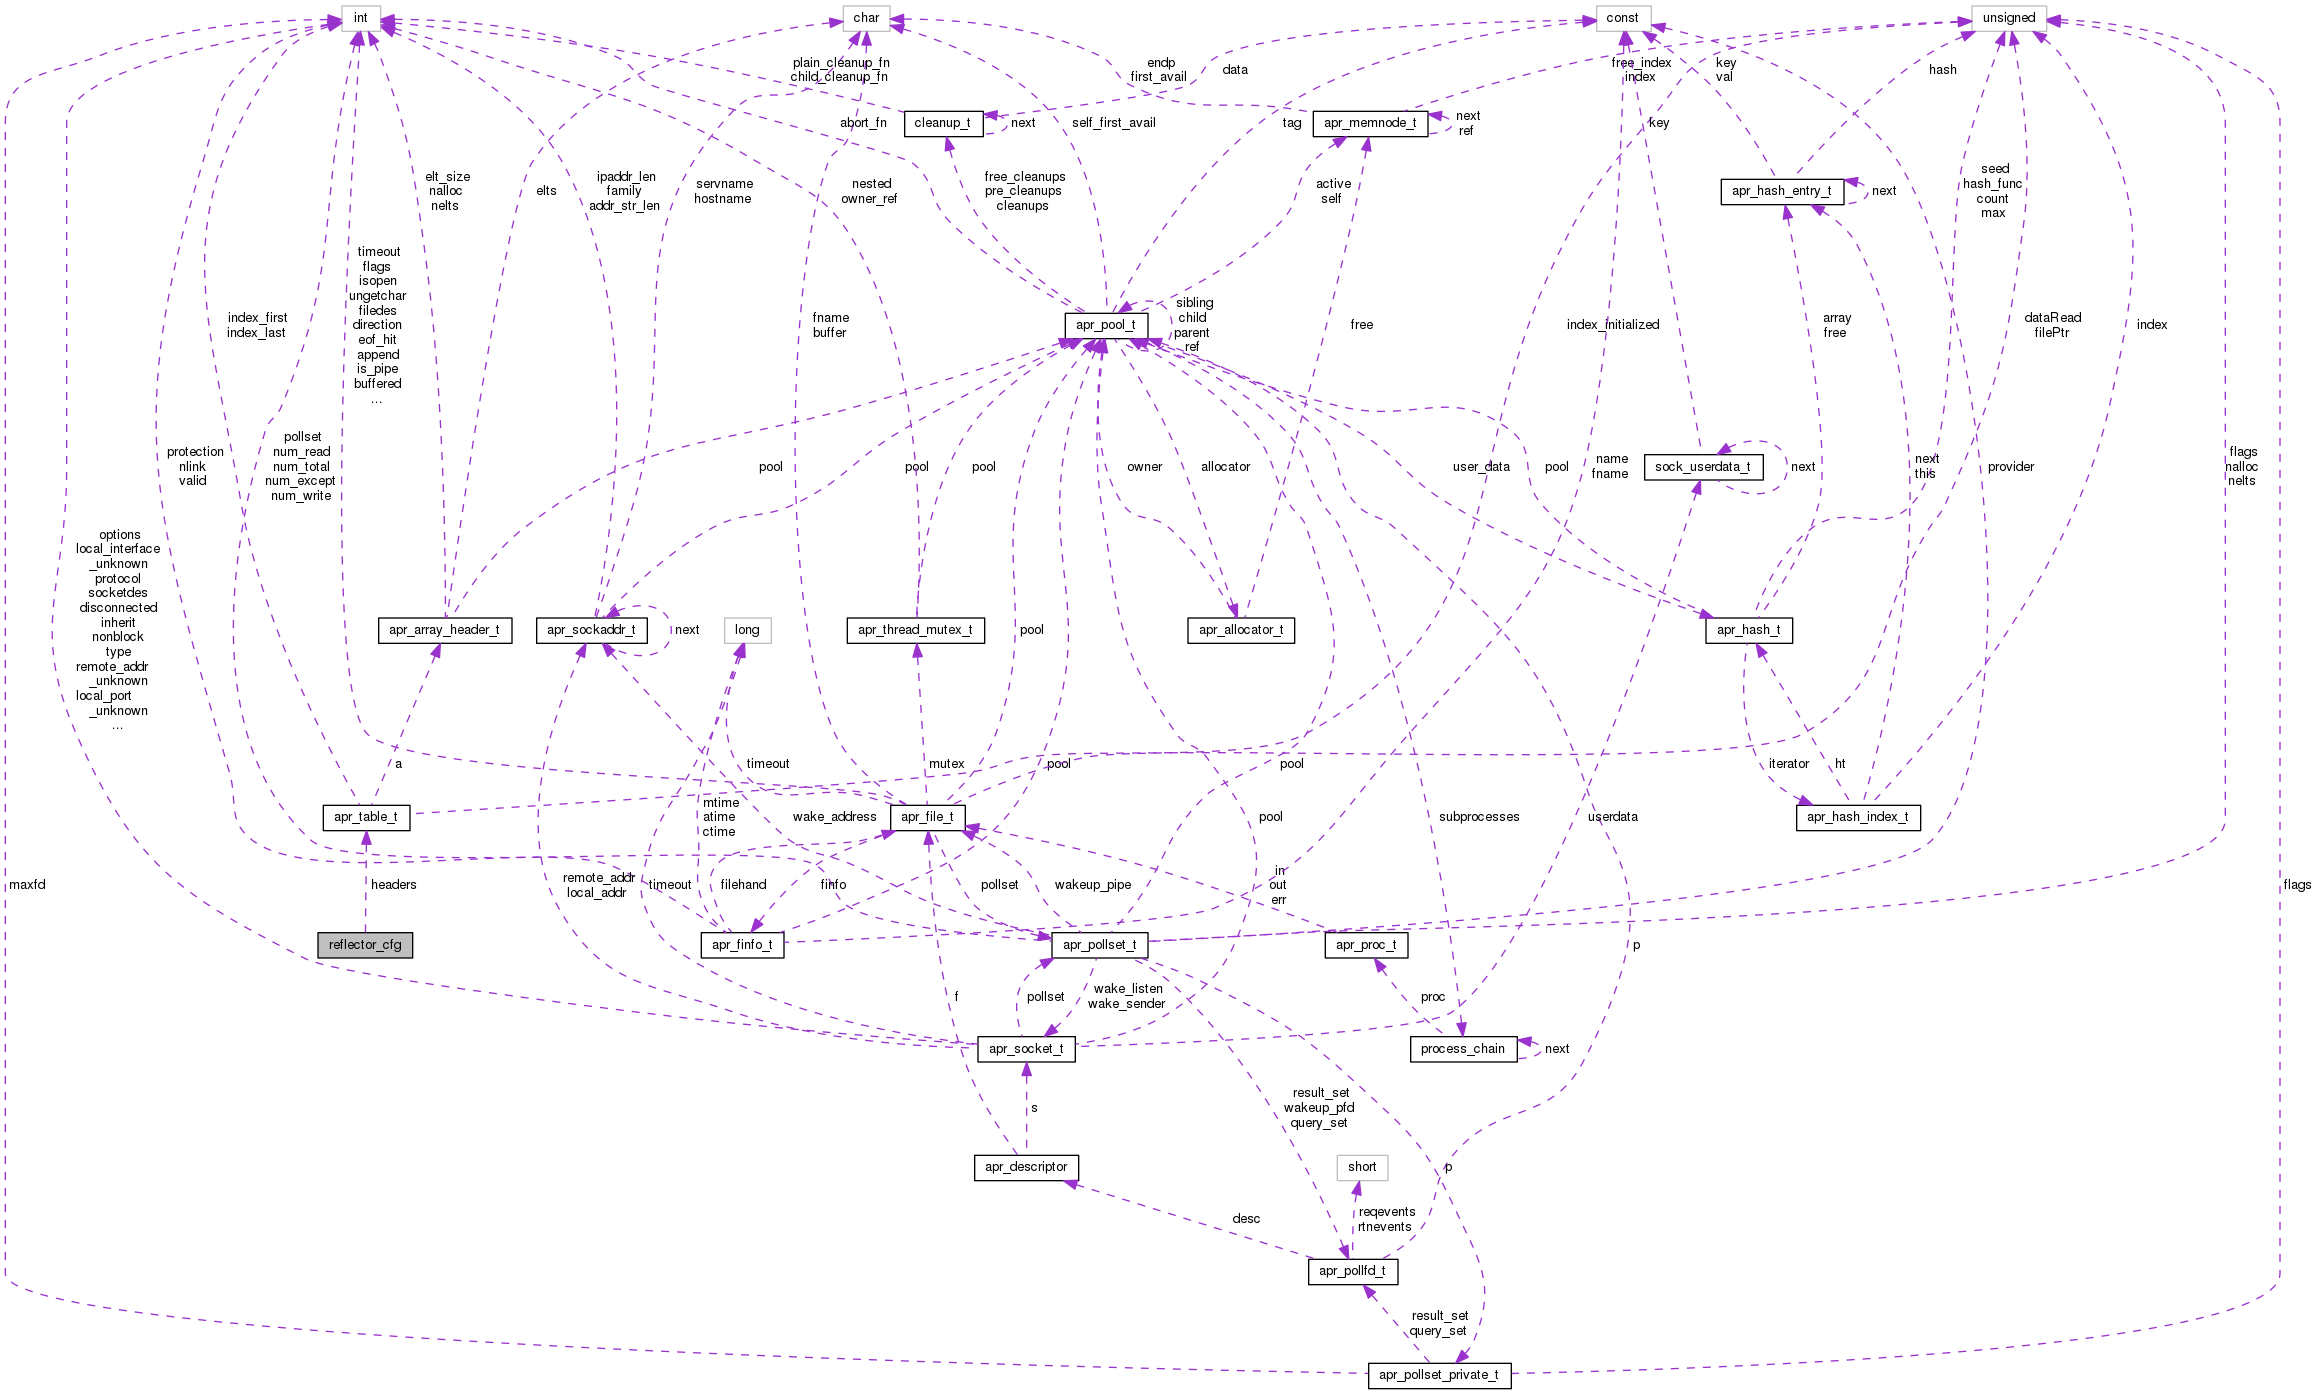 int
char
const
unsigned
plain_cleanup_fn
child_cleanup_fn
endp
first_avail
data
free_index
index
key
val
hash
cleanup_t
next
apr_memnode_t
next
ref
abort_fn
self_first_avail
tag
key
elt_size
nalloc
nelts
elts
ipaddr_len
family
addr_str_len
servname
hostname
nested
owner_ref
free_cleanups
pre_cleanups
cleanups
active
self
apr_hash_entry_t
next
seed
hash_func
count
max
timeout
flags
isopen
ungetchar
filedes
direction
eof_hit
append
is_pipe
buffered
...
index_first
index_last
fname
buffer
apr_pool_t
sibling
child
parent
ref
free
index_initialized
array
free
dataRead
filePtr
index
protection
nlink
valid
pollset
num_read
num_total
num_except
num_write
pool
pool
pool
owner
allocator
user_data
pool
name
fname
sock_userdata_t
next
next
this
provider
flags
nalloc
nelts
options
local_interface
_unknown
protocol
socketdes
disconnected
inherit
nonblock
type
remote_addr
_unknown
local_port
_unknown
...
apr_array_header_t
apr_sockaddr_t
next
long
apr_thread_mutex_t
pool
apr_allocator_t
apr_hash_t
a
timeout
mutex
pool
pool
iterator
ht
apr_table_t
mtime
atime
ctime
wake_address
apr_file_t
pool
subprocesses
userdata
apr_hash_index_t
maxfd
headers
remote_addr
local_addr
timeout
filehand
finfo
pollset
wakeup_pipe
in
out
err
flags
reflector_cfg
apr_finfo_t
apr_pollset_t
apr_proc_t
p
f
pollset
wake_listen
wake_sender
proc
apr_socket_t
process_chain
next
s
result_set
wakeup_pfd
query_set
apr_descriptor
short
p
desc
reqevents
rtnevents
apr_pollfd_t
result_set
query_set
apr_pollset_private_t